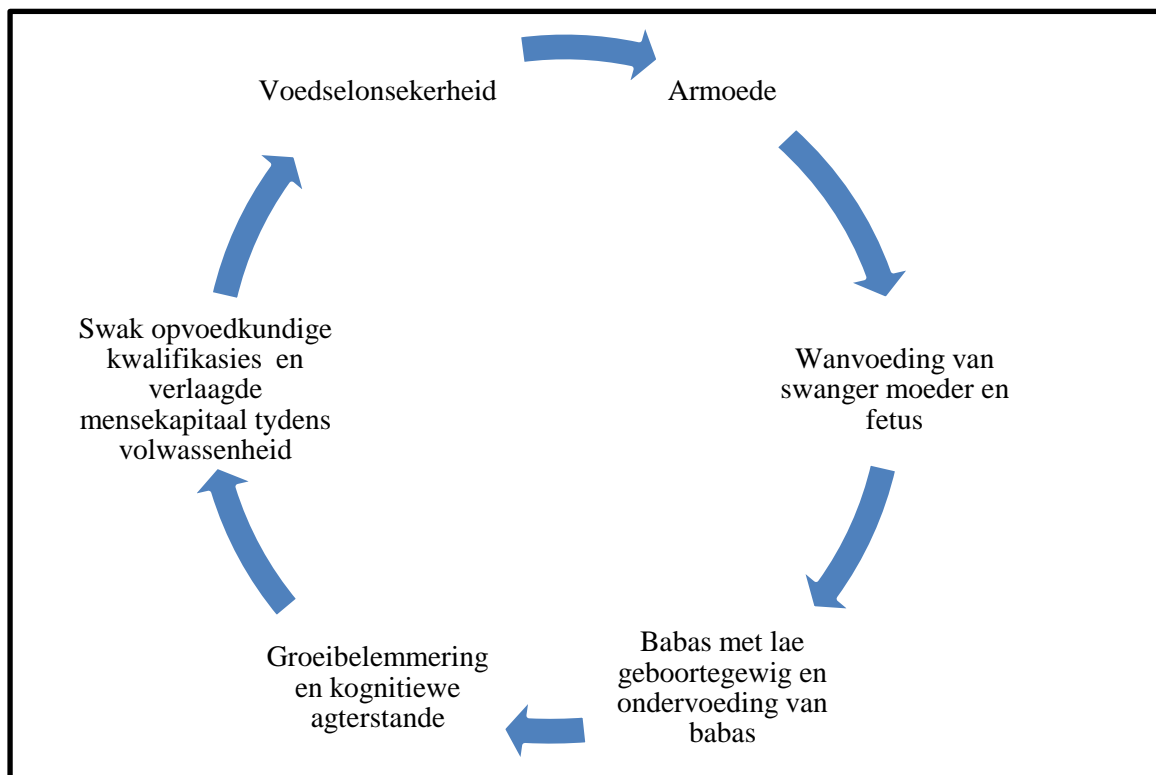 Voedselonsekerheid
Armoede
Wanvoeding van
swanger moeder en
fetus
Babas met lae
geboortegewig en
ondervoeding van
babas
Groeibelemmering
en kognitiewe
agterstande
Swak opvoedkundige
kwalifikasies en
verlaagde
mensekapitaal tydens
volwassenheid